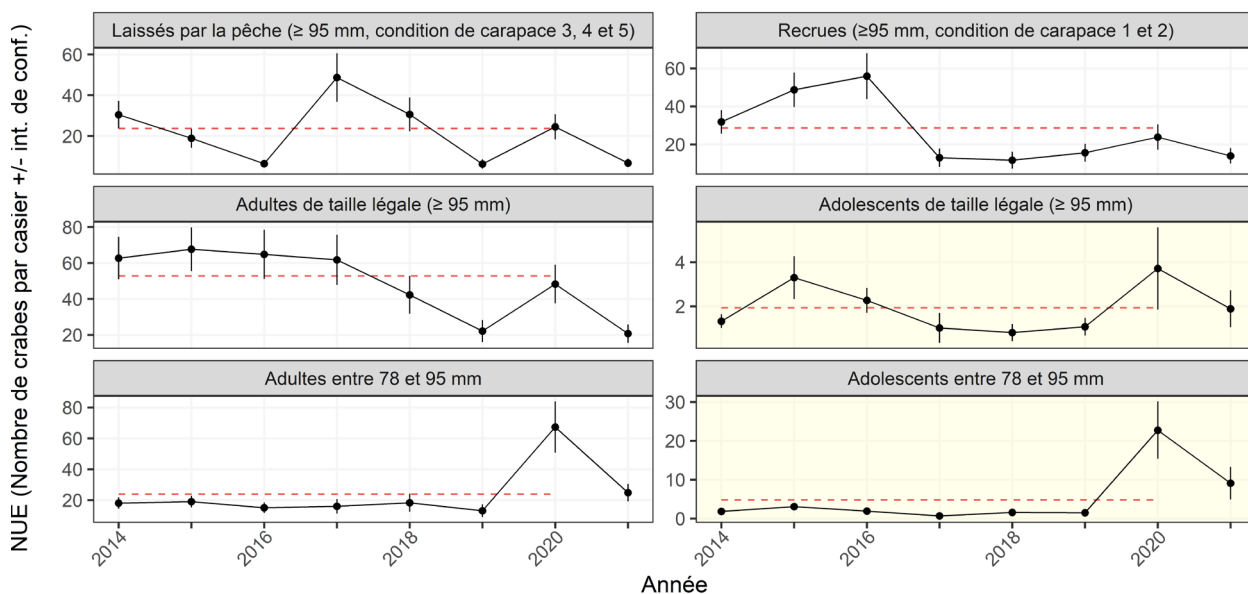 NUE (Nombre de crabes par casier +/- int. de conf.)
Laissés par la pêche (≥ 95 mm, condition de carapace 3, 4 et 5)
60
40
20
Recrues (≥95 mm, condition de carapace 1 et 2)
60
40
20
Adultes de taille légale (≥ 95 mm)
80
60
40
20
Adolescents de taille légale (≥ 95 mm)
4
2
Adultes entre 78 et 95 mm
80
60
40
20
Adolescents entre 78 et 95 mm
30
20
10
0
2014 2016 2018 2020
2014 2016 2018 2020
Année